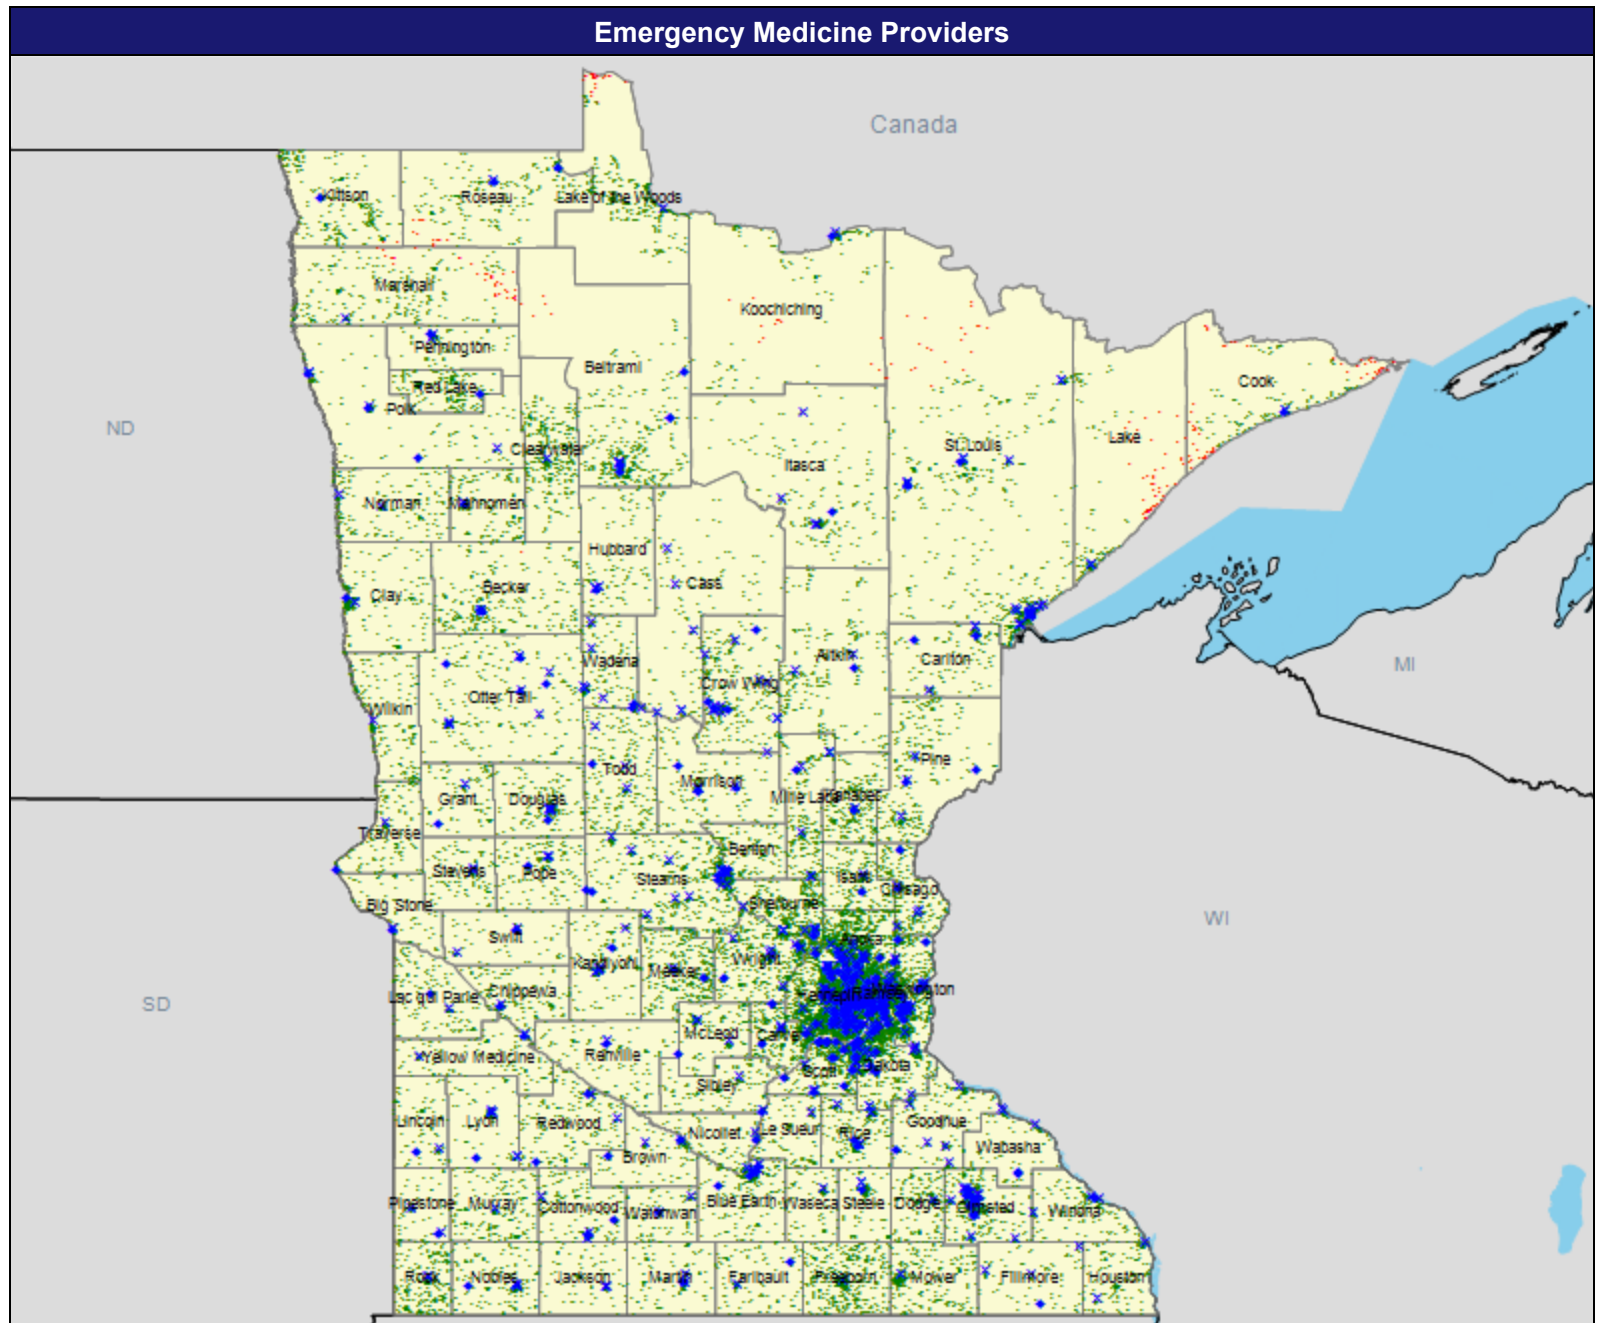 Emergency Medicine Providers
Canada
Kittson
Roseau
Lake of the Woods
Marshall
Koochiching
Pennington
Beltrami
Red Lake
Cook
Polk
ND
Lake
Clearwater
St. Louis
Itasca
Norman
Mahnomen
Hubbard
Cass
Becker
Clay
Aitkin
Carlton
Wadena
MI
Crow Wing
Otter Tail
Wilkin
Pine
Todd
Morrison
Grant
Douglas
Mille Lacs
Kanabec
Traverse
Benton
Stevens
Pope
Stearns
Isanti
Chisago
Big Stone
Sherburne
WI
Swift
Anoka
Kandiyohi
Wright
Meeker
Lac qui Parle
Chippewa
Hennepin
Ramsey
Washington
SD
McLeod
Carver
Yellow Medicine
Renville
Scott
Dakota
Sibley
Lincoln
Lyon
Redwood
Nicollet
Le Sueur
Rice
Goodhue
Wabasha
Brown
Pipestone
Murray
Cottonwood
Watonwan
Blue Earth
Waseca
Steele
Dodge
Olmsted
Winona
Rock
Nobles
Jackson
Martin
Faribault
Freeborn
Mower
Fillmore
Houston